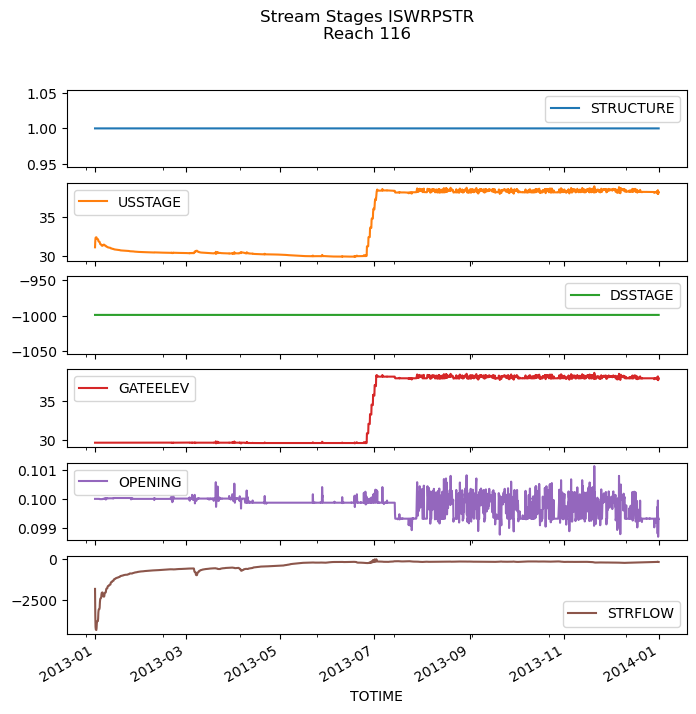 Stream Stages ISWRPSTR
Reach 116
1.05
1.00
0.95
STRUCTURE
35
30
USSTAGE
−950
−1000
−1050
DSSTAGE
35
30
GATEELEV
0.101
0.100
0.099
OPENING
0
−2500
STRFLOW
2013-01
2013-03
2013-05
2013-07
2013-09
2013-11
2014-01
TOTIME